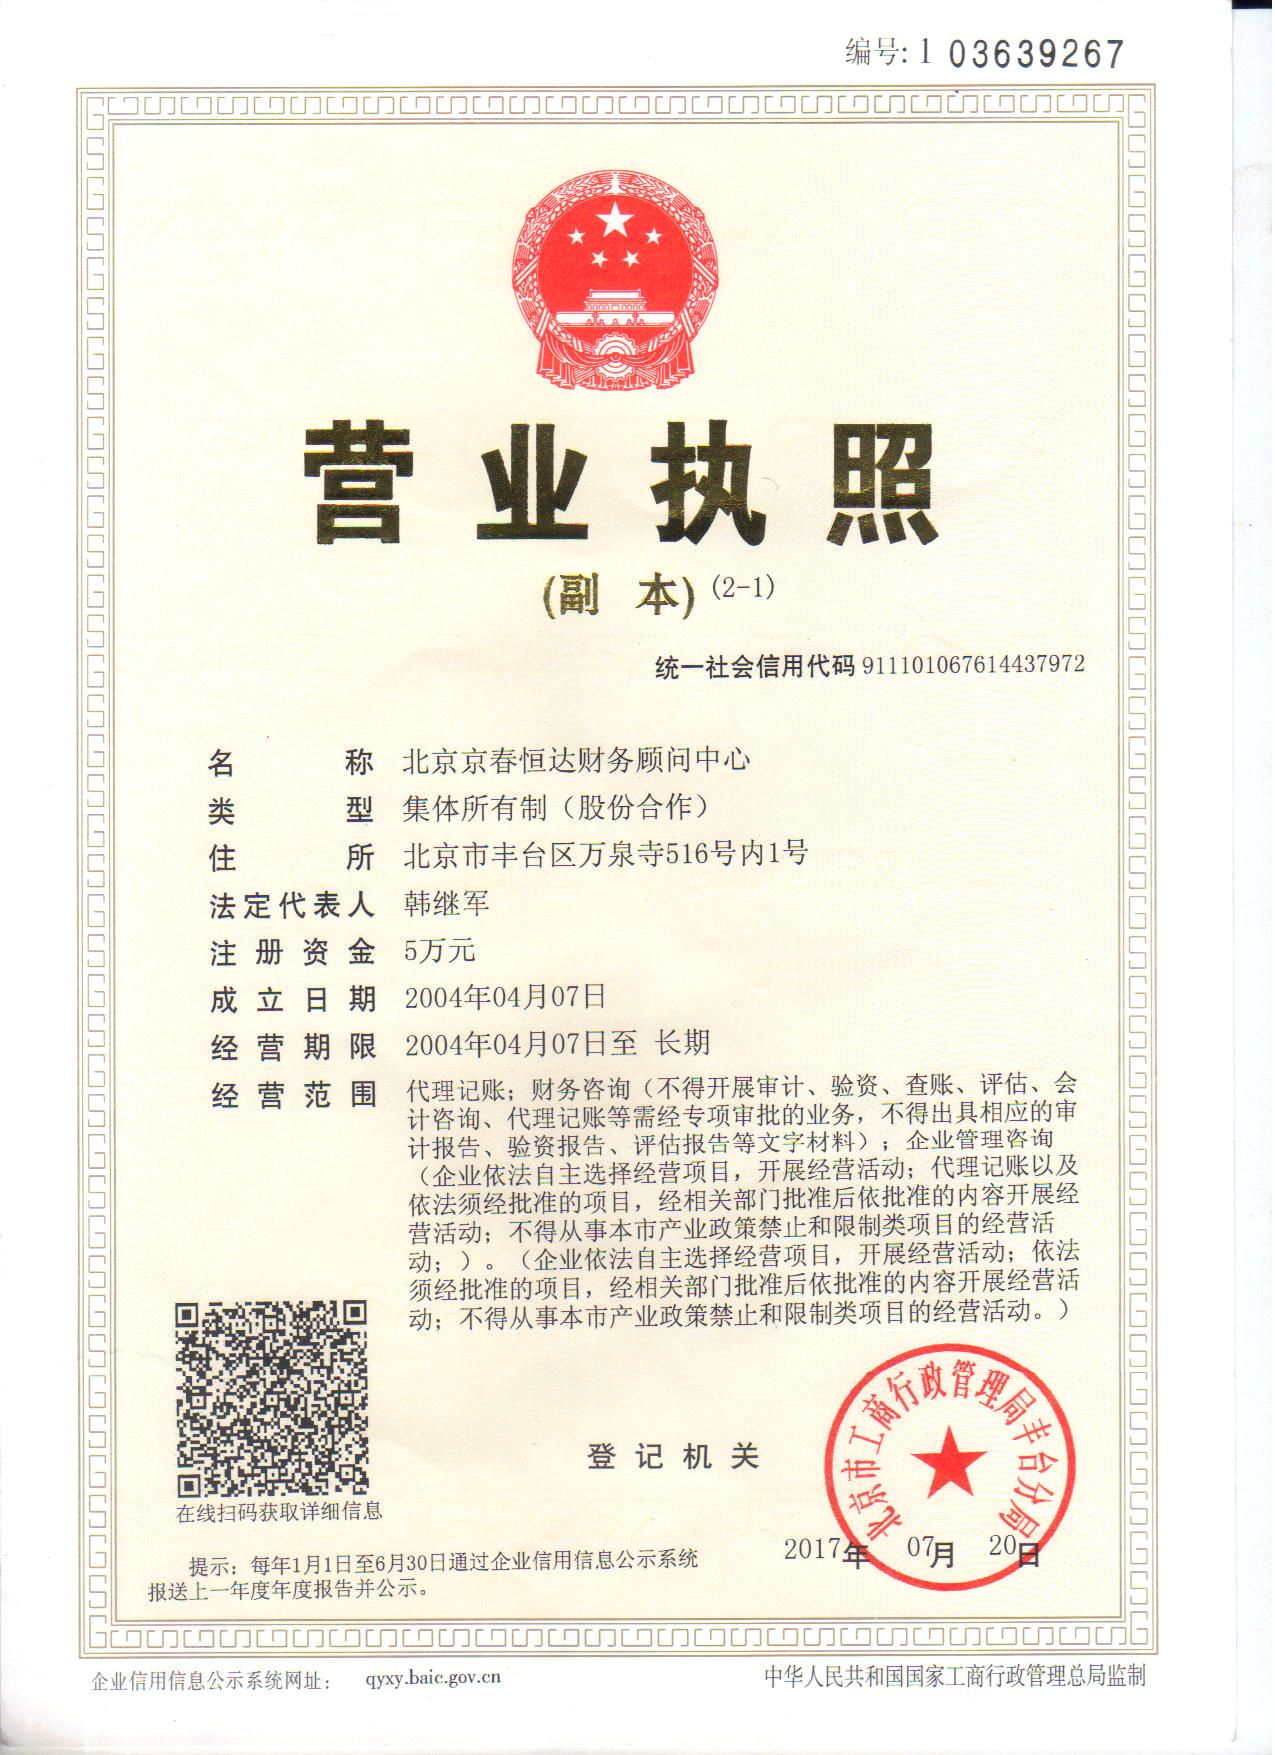 编号: 1 03639267
营业执照
(副 本) (2-1)
统一社会信用代码 911101067614437972
名称 北京京春恒达财务顾问中心
类型 集体所有制（股份合作）
住所 北京市丰台区万泉寺516号内1号
法定代表人 韩继军
注册资金 5万元
成立日期 2004年04月07日
经营期限 2004年04月07日至 长期
经营范围 代理记账；财务咨询（不得开展审计、验资、查账、评估、会
计咨询、代理记账等需经专项审批的业务，不得出具相应的审
计报告、验资报告、评估报告等文字材料）；企业管理咨询
（企业依法自主选择经营项目，开展经营活动；代理记账以及
依法须经批准的项目，经相关部门批准后依批准的内容开展经
营活动；不得从事本市产业政策禁止和限制类项目的经营活
动；）。（企业依法自主选择经营项目，开展经营活动；依法
须经批准的项目，经相关部门批准后依批准的内容开展经营活
动；不得从事本市产业政策禁止和限制类项目的经营活动。）
在线扫码获取详细信息
登记机关
北京市工商行政管理局丰台分局
2017年 07月 20日
提示：每年1月1日至6月30日通过企业信用信息公示系统
报送上一年度年度报告并公示。
企业信用信息公示系统网址： qyxy.baic.gov.cn
中华人民共和国国家工商行政管理总局监制